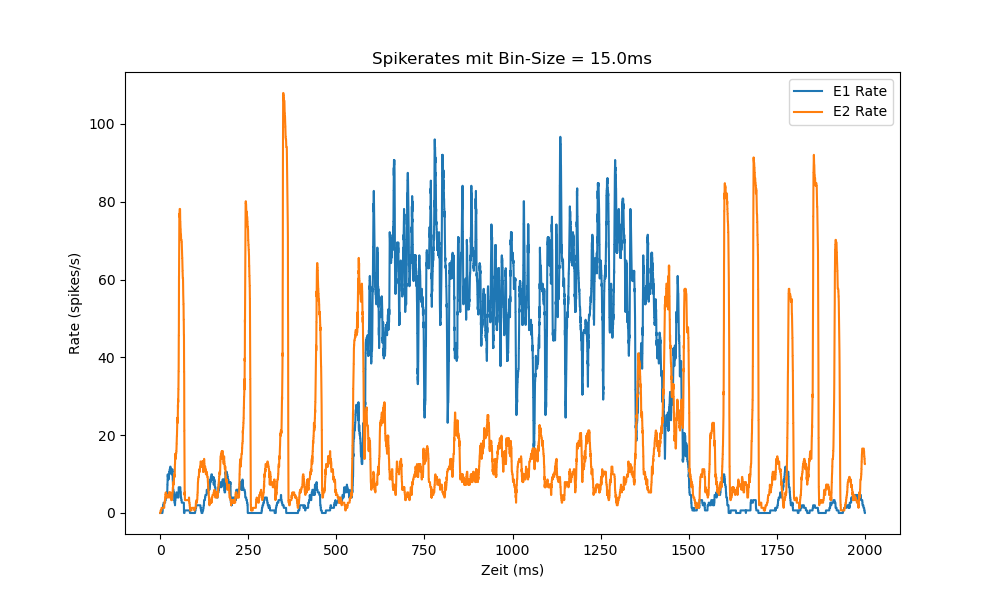 Spikerates mit Bin-Size = 15.0ms
E1 Rate
E2 Rate
Rate (spikes/s)
100
80
60
40
20
0
0 250 500 750 1000 1250 1500 1750 2000
Zeit (ms)